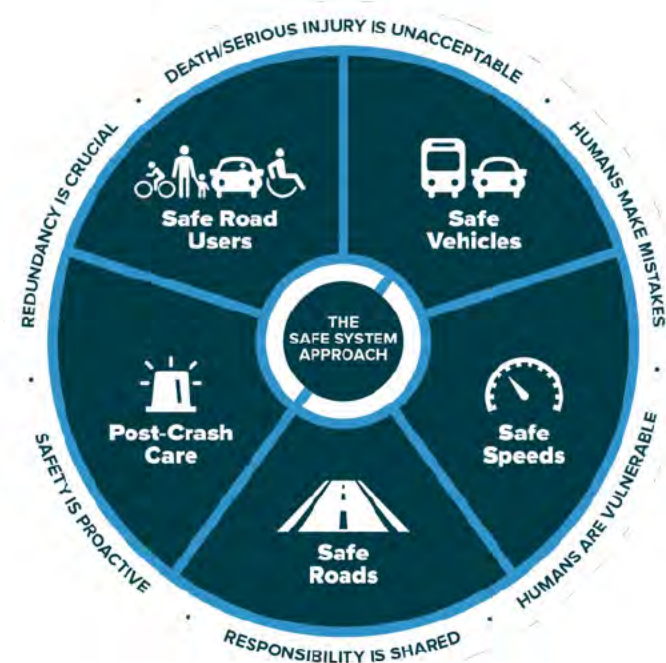 DEATH/SERIOUS INJURY IS UNACCEPTABLE
HUMANS MAKE MISTAKES
HUMANS ARE VULNERABLE
RESPONSIBILITY IS SHARED
SAFETY IS PROACTIVE
REDUNDANCY IS CRUCIAL
Safe Road
Users
Safe
Vehicles
THE
SAFE SYSTEM
APPROACH
Post-Crash
Care
Safe
Speeds
Safe
Roads